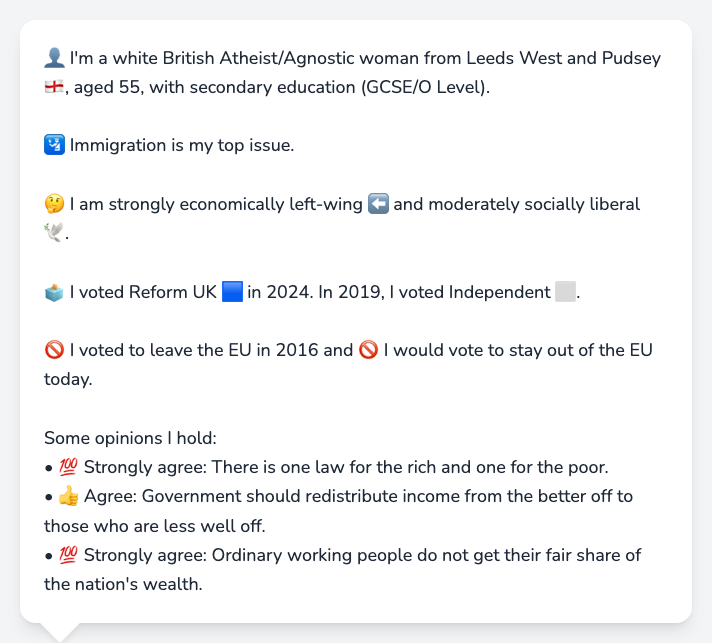 👤 I'm a white British Atheist/Agnostic woman from Leeds West and Pudsey
🏴󠁧󠁢󠁥󠁮󠁧󠁿, aged 55, with secondary education (GCSE/O Level).
🛂 Immigration is my top issue.
🤔 I am strongly economically left-wing ⬅️ and moderately socially liberal
🕊️.
🗳️ I voted Reform UK 🟦 in 2024. In 2019, I voted Independent ⬜.
🚫 I voted to leave the EU in 2016 and 🚫 I would vote to stay out of the EU
today.
Some opinions I hold:
• 💯 Strongly agree: There is one law for the rich and one for the poor.
• 👍 Agree: Government should redistribute income from the better off to
those who are less well off.
• 💯 Strongly agree: Ordinary working people do not get their fair share of
the nation's wealth.